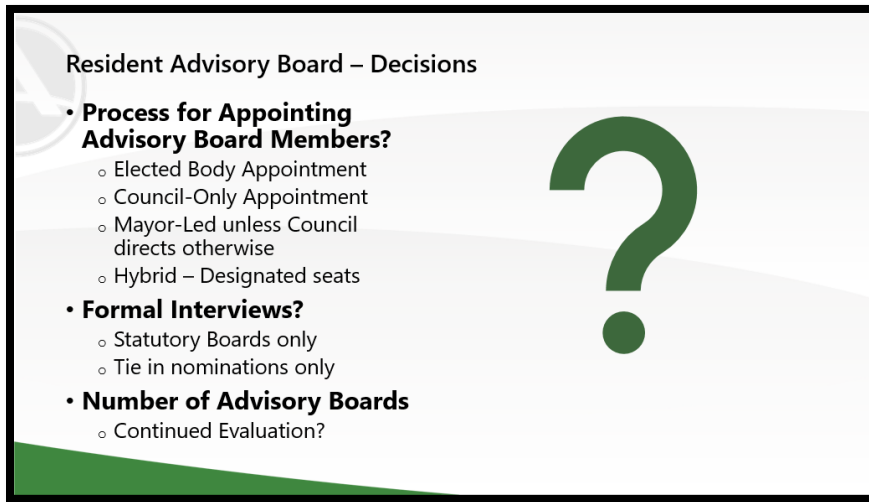 Resident Advisory Board – Decisions
• Process for Appointing
Advisory Board Members?
○ Elected Body Appointment
○ Council-Only Appointment
○ Mayor-Led unless Council
directs otherwise
○ Hybrid – Designated seats
• Formal Interviews?
○ Statutory Boards only
○ Tie in nominations only
• Number of Advisory Boards
○ Continued Evaluation?
?